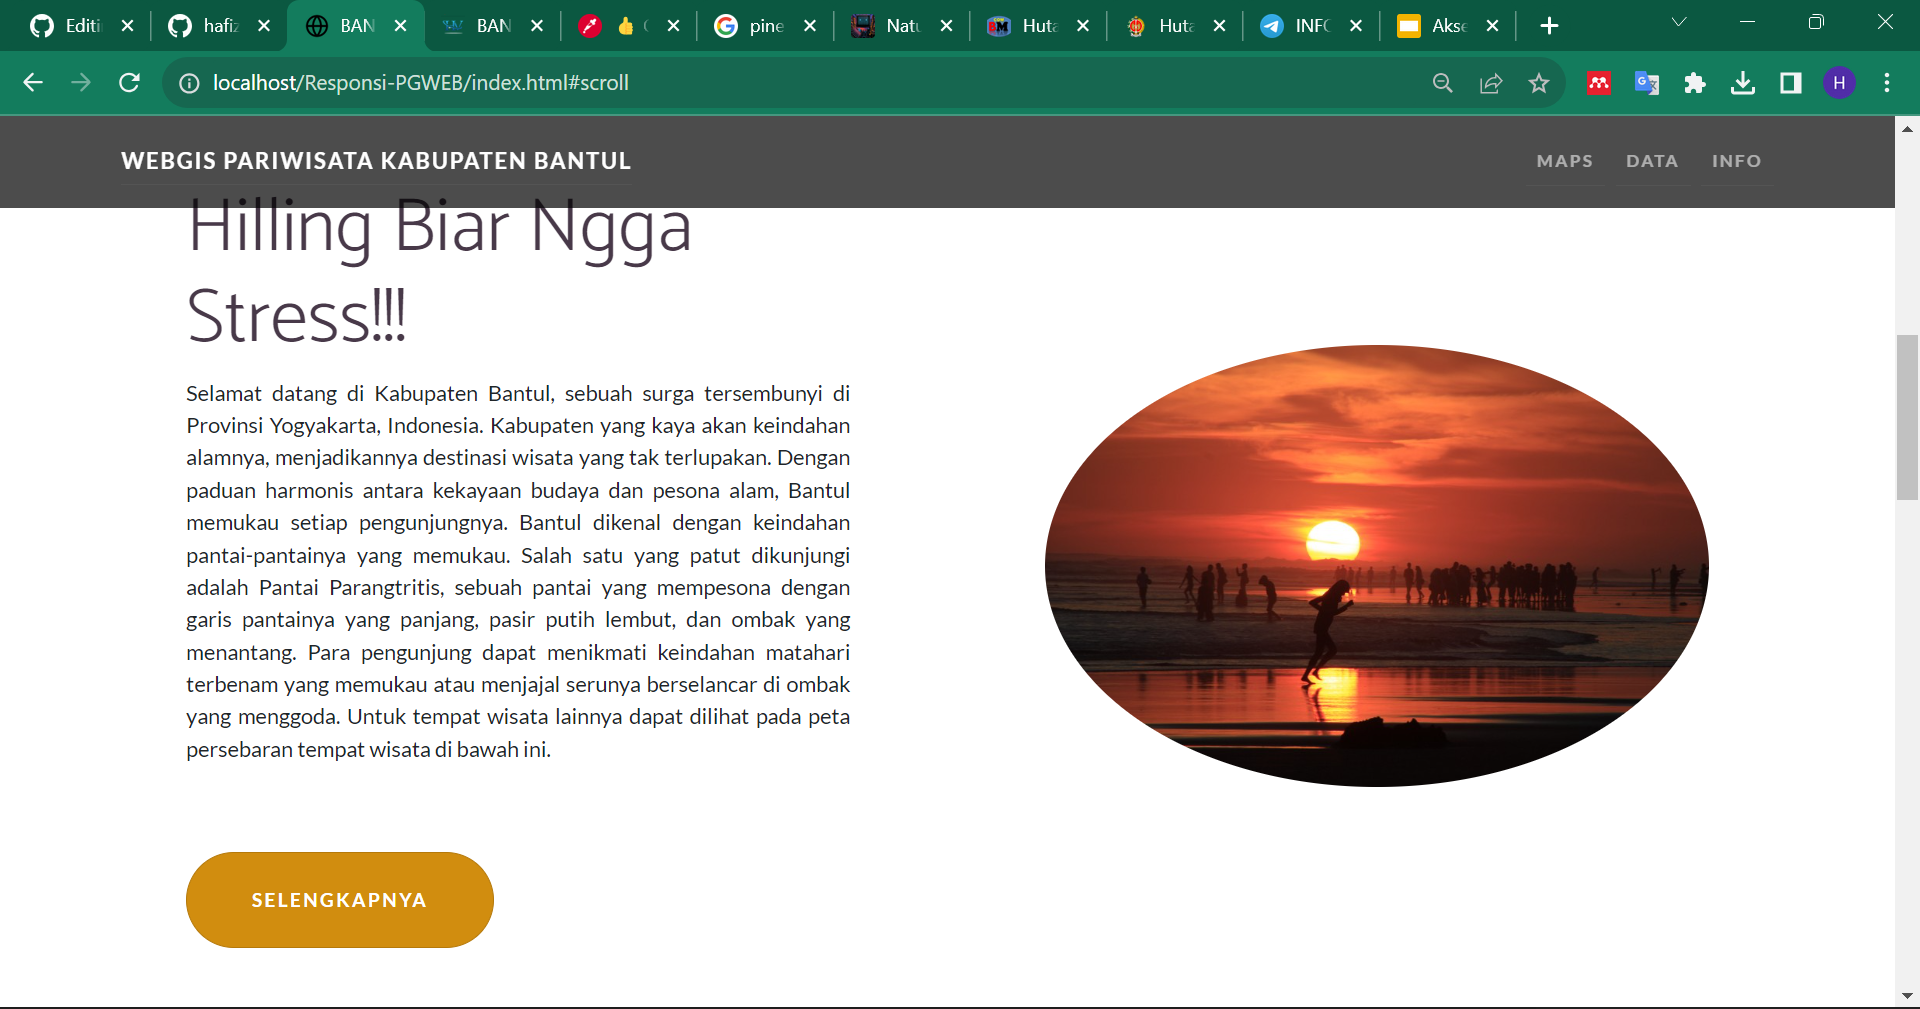 Editi
hafiz
BAN
BAN
pine
Natu
Huta
Huta
INFO
Akse
localhost/Responsi-PGWEB/index.html#scroll
H
WEBGIS PARIWISATA KABUPATEN BANTUL
MAPS DATA INFO
Hilling Biar Ngga
Stress!!!
Selamat datang di Kabupaten Bantul, sebuah surga tersembunyi di
Provinsi Yogyakarta, Indonesia. Kabupaten yang kaya akan keindahan
alamnya, menjadikannya destinasi wisata yang tak terlupakan. Dengan
paduan harmonis antara kekayaan budaya dan pesona alam, Bantul
memukau setiap pengunjungnya. Bantul dikenal dengan keindahan
pantai-pantainya yang memukau. Salah satu yang patut dikunjungi
adalah Pantai Parangtritis, sebuah pantai yang mempesona dengan
garis pantainya yang panjang, pasir putih lembut, dan ombak yang
menantang. Para pengunjung dapat menikmati keindahan matahari
terbenam yang memukau atau menjajal serunya berselancar di ombak
yang menggoda. Untuk tempat wisata lainnya dapat dilihat pada peta
persebaran tempat wisata di bawah ini.
SELENGKAPNYA